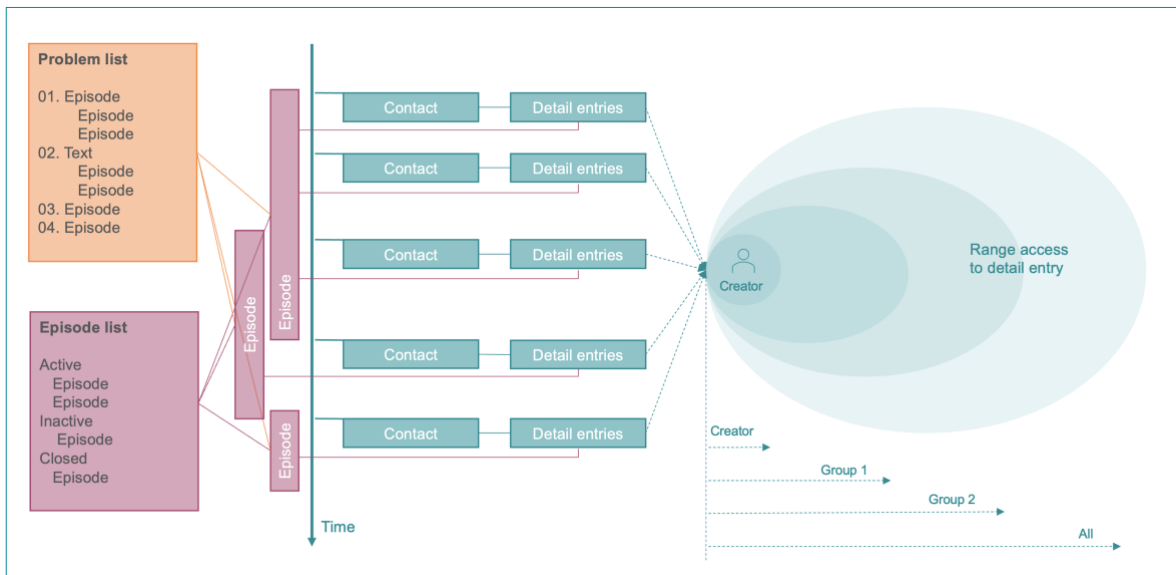 Problem list
01. Episode
Episode
Episode
02. Text
Episode
Episode
03. Episode
04. Episode
Episode list
Active
Episode
Episode
Inactive
Episode
Closed
Episode
Episode
Episode
Episode
Contact
Detail entries
Contact
Detail entries
Contact
Detail entries
Contact
Detail entries
Contact
Detail entries
Time
Creator
Range access
to detail entry
Creator
Group 1
Group 2
All